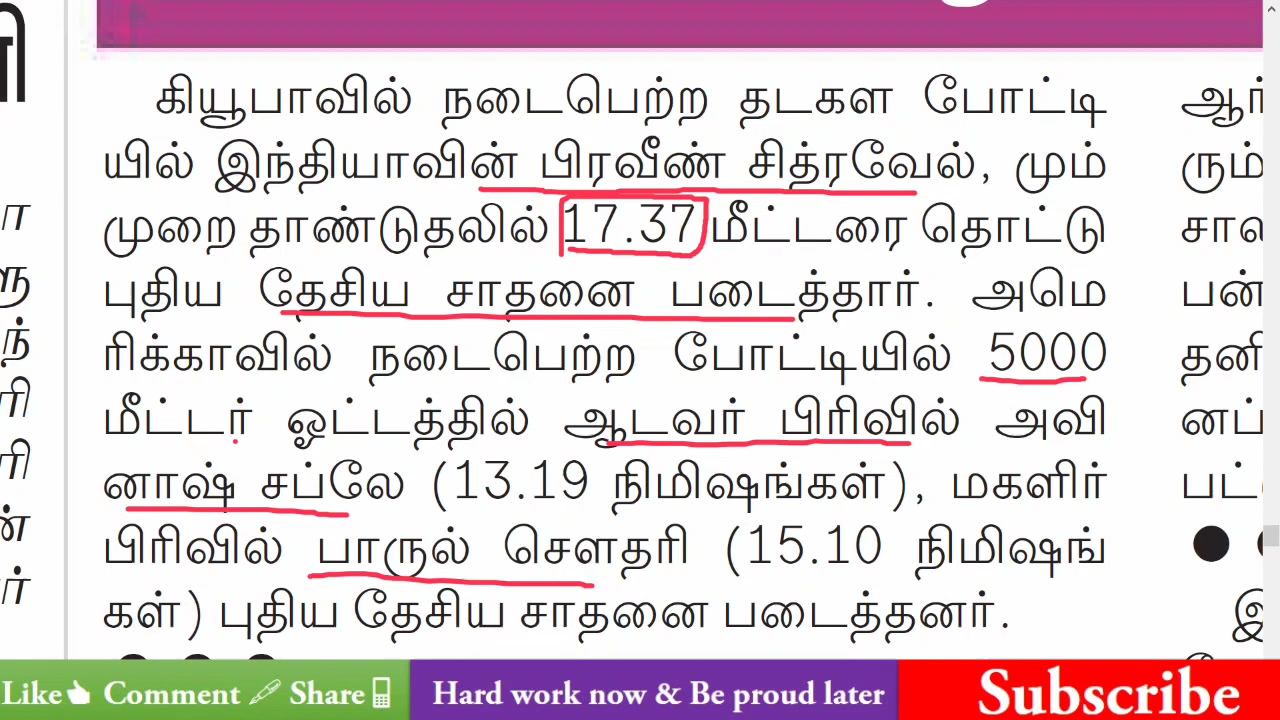 கியூபாவில் நடைபெற்ற தடகள போட்டி
யில் இந்தியாவின் பிரவீண் சித்ரவேல், மும்
முறை தாண்டுதலில் 17.37 மீட்டரை தொட்டு
புதிய தேசிய சாதனை படைத்தார். அமெ
ரிக்காவில் நடைபெற்ற போட்டியில் 5000
மீட்டர் ஓட்டத்தில் ஆடவர் பிரிவில் அவி
னாஷ் சப்லே (13.19 நிமிஷங்கள்), மகளிர்
பிரிவில் பாருல் சௌதரி (15.10 நிமிஷங்
கள்) புதிய தேசிய சாதனை படைத்தனர்.
Like Comment Share
Hard work now & Be proud later
Subscribe